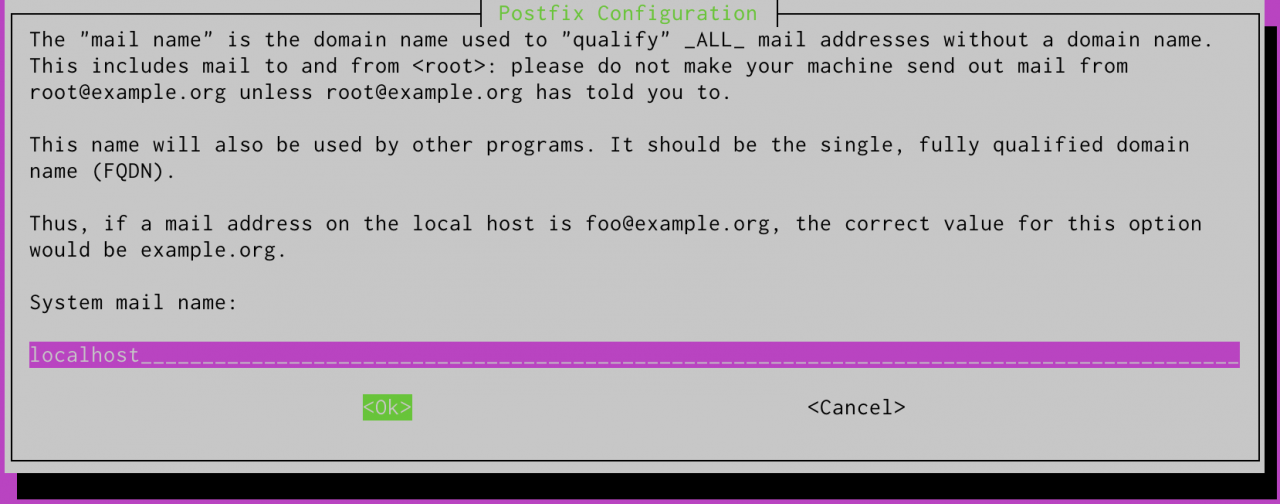 Postfix Configuration
The "mail name" is the domain name used to "qualify" _ALL_ mail addresses without a domain name.
This includes mail to and from <root>: please do not make your machine send out mail from
root@example.org unless root@example.org has told you to.
This name will also be used by other programs. It should be the single, fully qualified domain
name (FQDN).
Thus, if a mail address on the local host is foo@example.org, the correct value for this option
would be example.org.
System mail name:
localhost
<Ok> <Cancel>